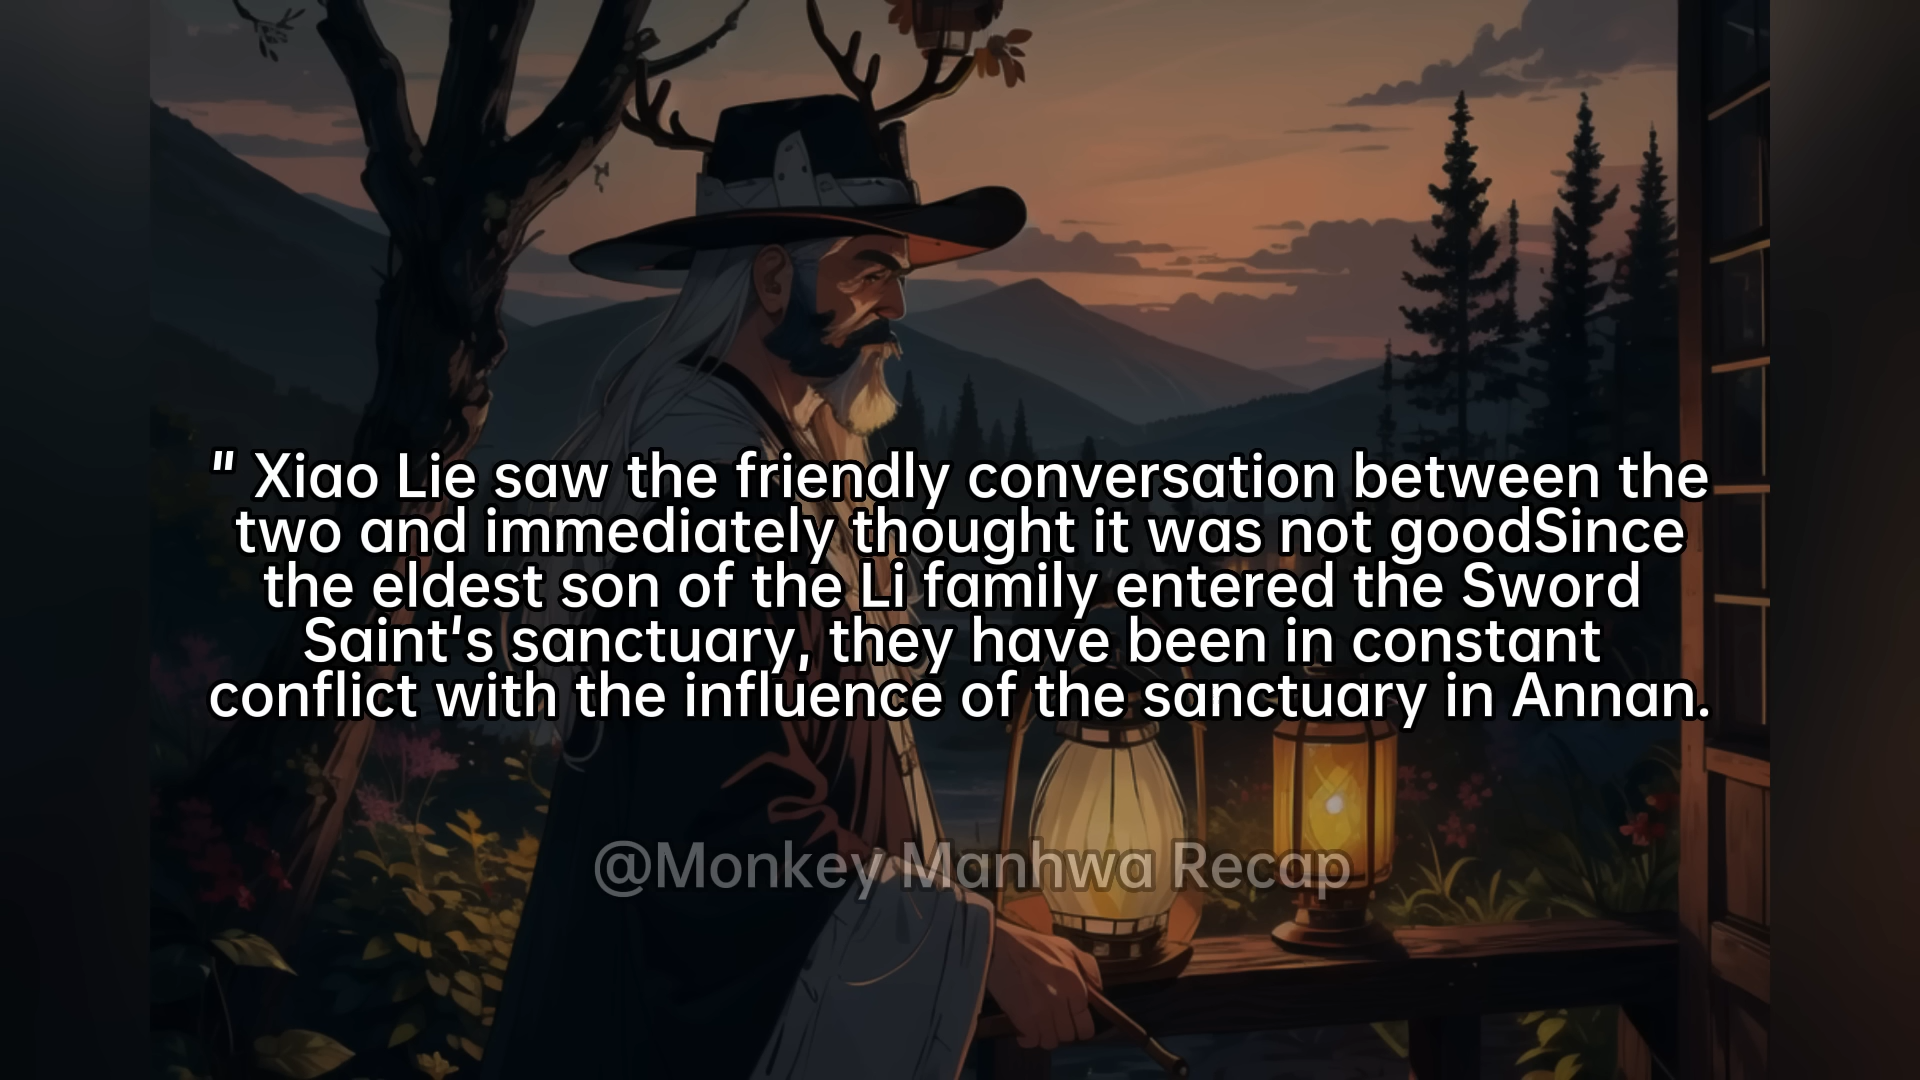 " Xiao Lie saw the friendly conversation between the
two and immediately thought it was not goodSince
the eldest son of the Li family entered the Sword
Saint's sanctuary, they have been in constant
conflict with the influence of the sanctuary in Annan.
@Monkey Manhwa Recap